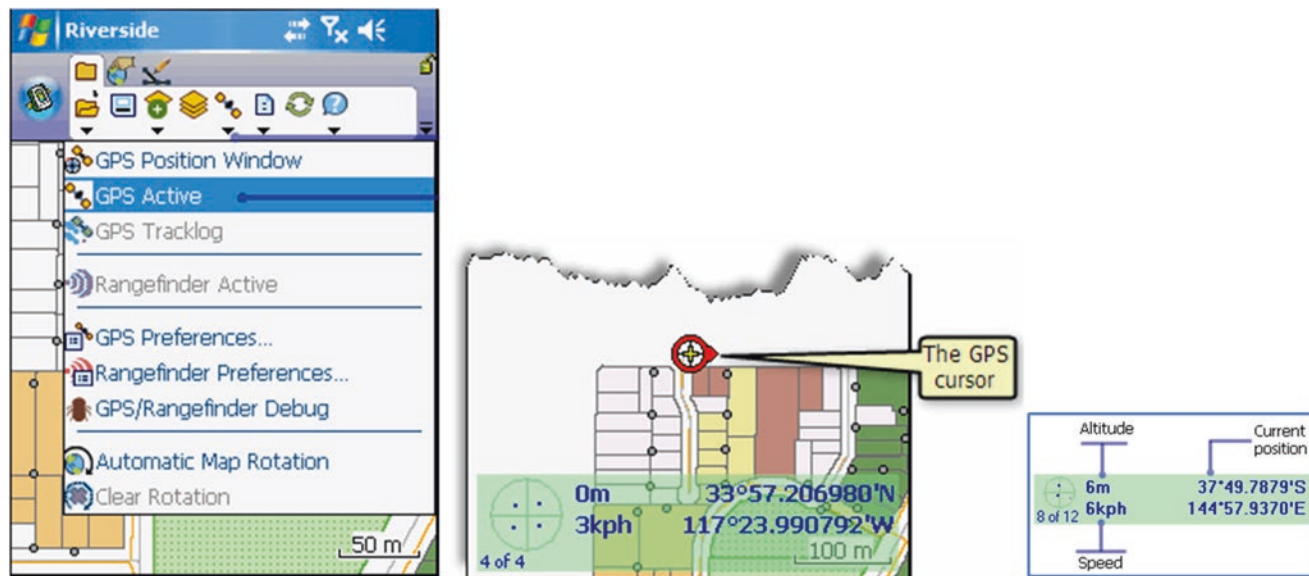 Riverside
GPS Position Window
GPS Active
GPS Tracklog
Rangefinder Active
GPS Preferences...
Rangefinder Preferences...
GPS/Rangefinder Debug
Automatic Map Rotation
Clear Rotation
50 m
The GPS
cursor
0m 33°57.206980'N
3kph 117°23.990792'W
4 of 4
100 m
Altitude
Current
position
6m 37°49.7879'S
8 of 12
6kph 144°57.9370'E
Speed